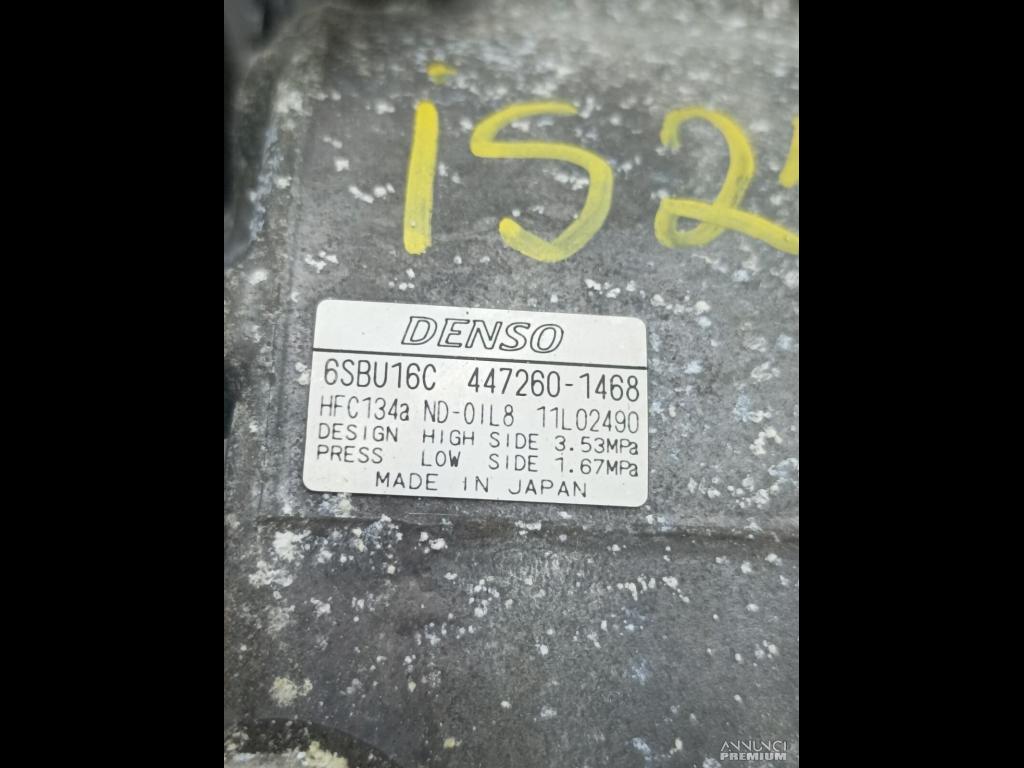 is2
DENSO
6SBU16C 447260-1468
HFC134a ND-OIL8 11L02490
DESIGN HIGH SIDE 3.53MPa
PRESS LOW SIDE 1.67MPa
MADE IN JAPAN
ANNUNCI
PREMIUM